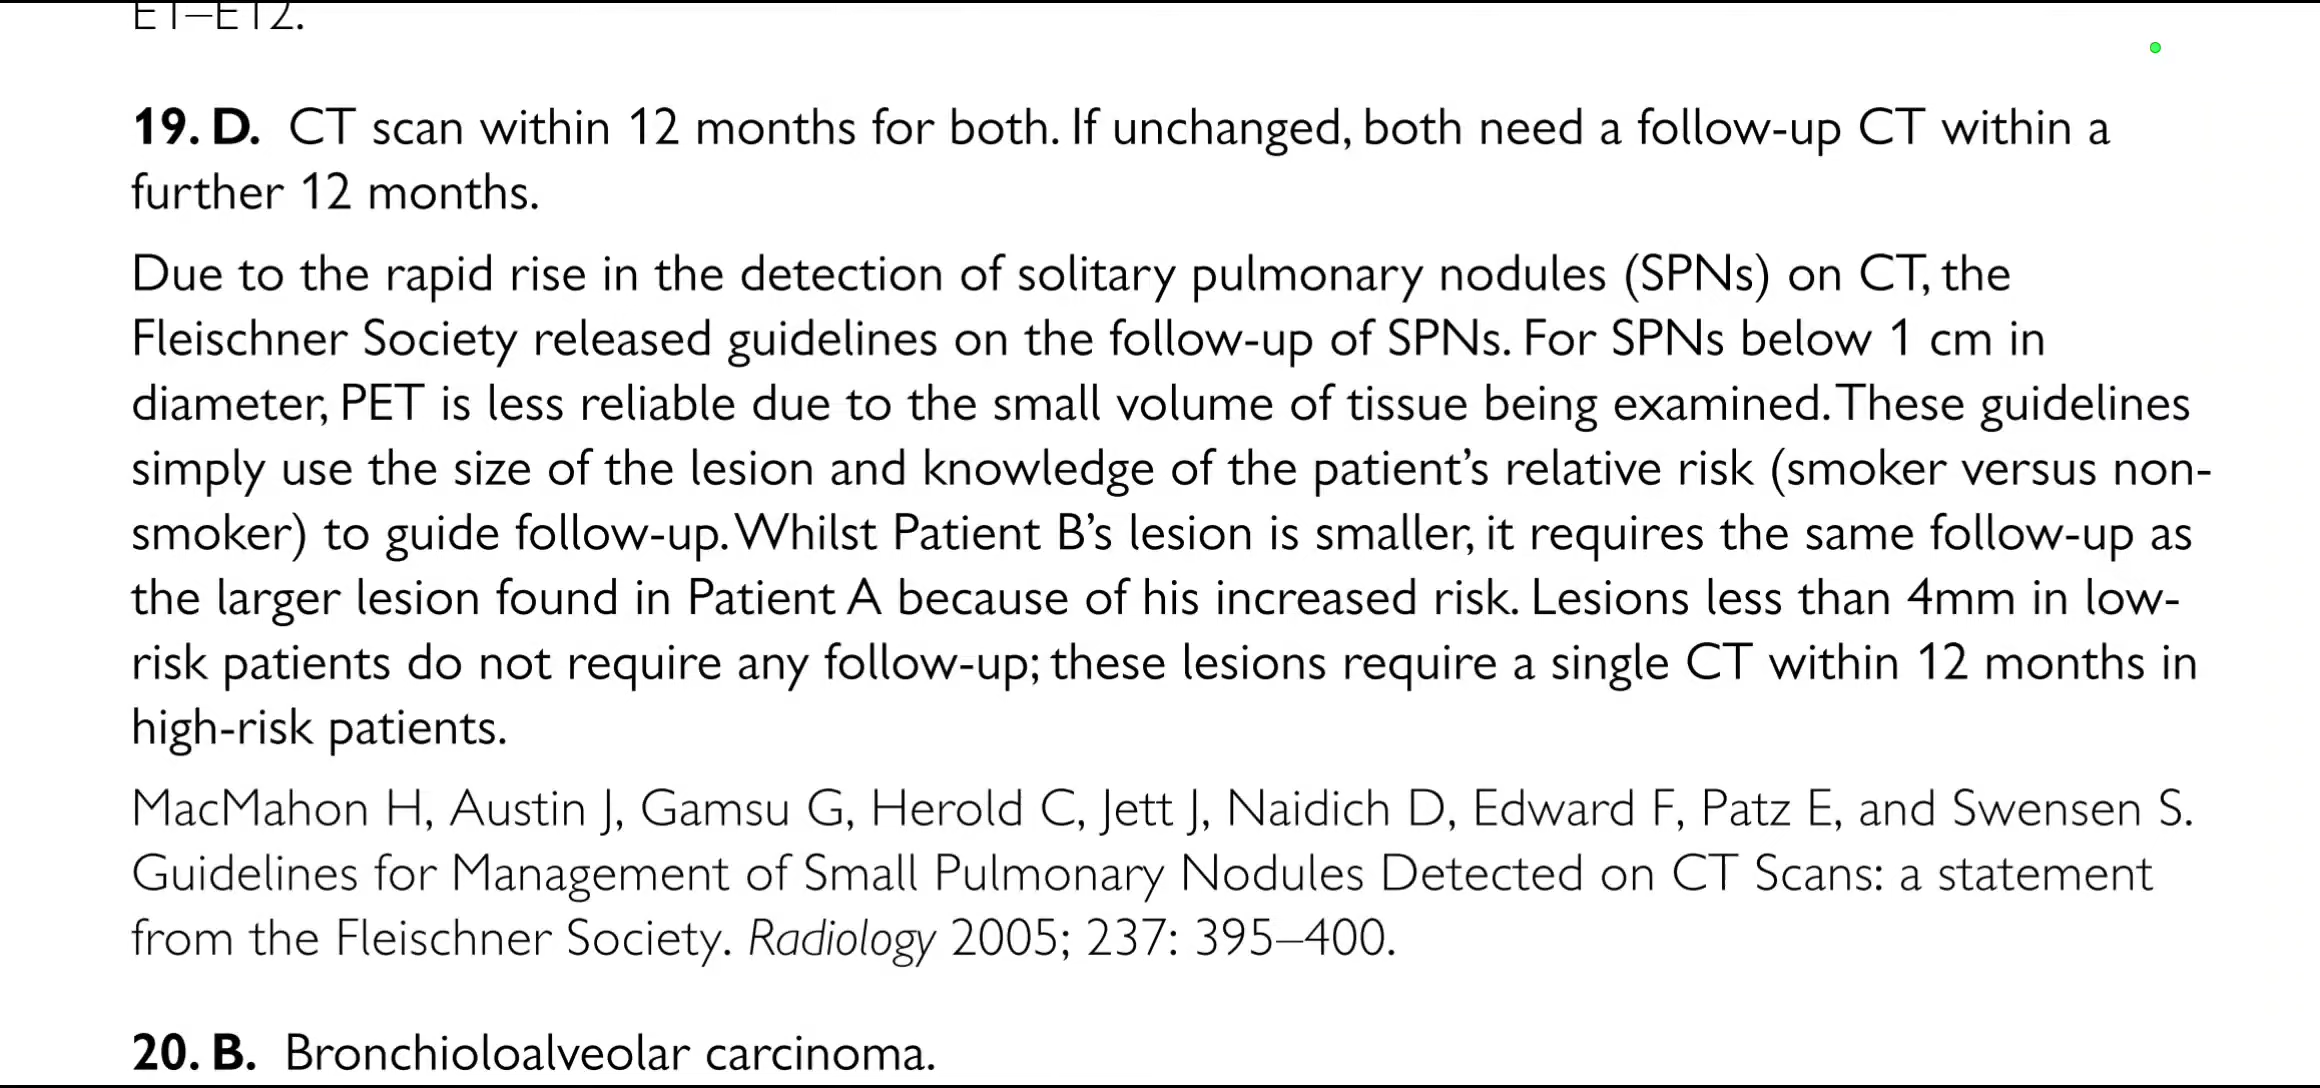 E1–E12.
19. D. CT scan within 12 months for both. If unchanged, both need a follow-up CT within a
further 12 months.
Due to the rapid rise in the detection of solitary pulmonary nodules (SPNs) on CT, the
Fleischner Society released guidelines on the follow-up of SPNs. For SPNs below 1 cm in
diameter, PET is less reliable due to the small volume of tissue being examined. These guidelines
simply use the size of the lesion and knowledge of the patient’s relative risk (smoker versus non-
smoker) to guide follow-up. Whilst Patient B’s lesion is smaller, it requires the same follow-up as
the larger lesion found in Patient A because of his increased risk. Lesions less than 4mm in low-
risk patients do not require any follow-up; these lesions require a single CT within 12 months in
high-risk patients.
MacMahon H, Austin J, Gamsu G, Herold C, Jett J, Naidich D, Edward F, Patz E, and Swensen S.
Guidelines for Management of Small Pulmonary Nodules Detected on CT Scans: a statement
from the Fleischner Society. Radiology 2005; 237: 395–400.
20. B. Bronchioloalveolar carcinoma.